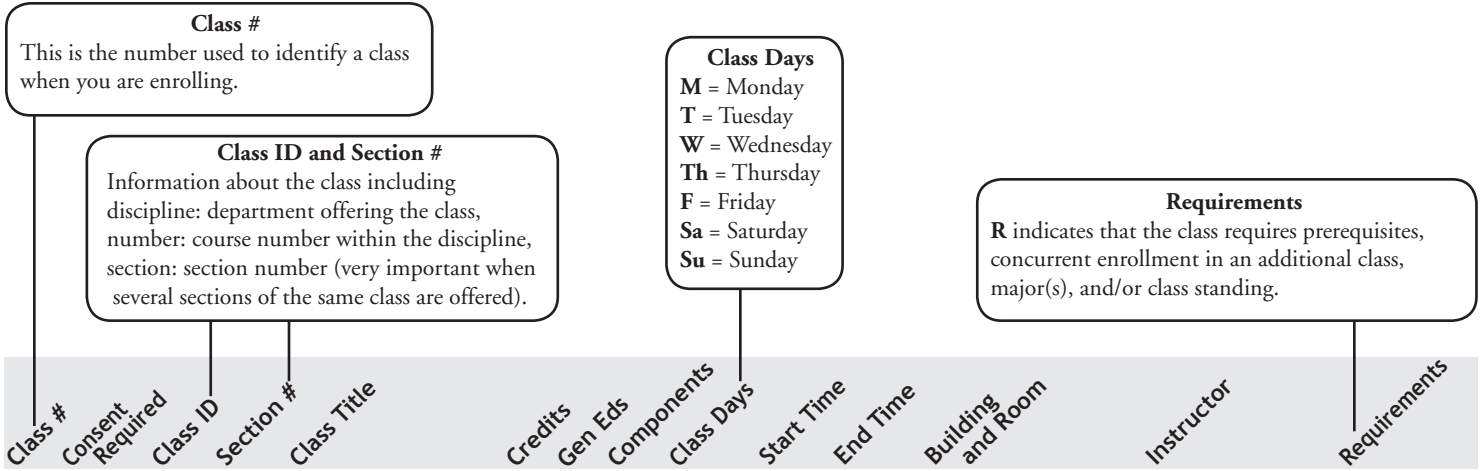 Class #
This is the number used to identify a class
when you are enrolling.
Class ID and Section #
Information about the class including
discipline: department offering the class,
number: course number within the discipline,
section: section number (very important when
several sections of the same class are offered).
Class Days
M = Monday
T = Tuesday
W = Wednesday
Th = Thursday
F = Friday
Sa = Saturday
Su = Sunday
Requirements
R indicates that the class requires prerequisites,
concurrent enrollment in an additional class,
major(s), and/or class standing.
Class #
Consent
Required
Class ID
Section #
Class Title
Credits
Gen Eds
Components
Class Days
Start Time
End Time
Building
and Room
Instructor
Requirements